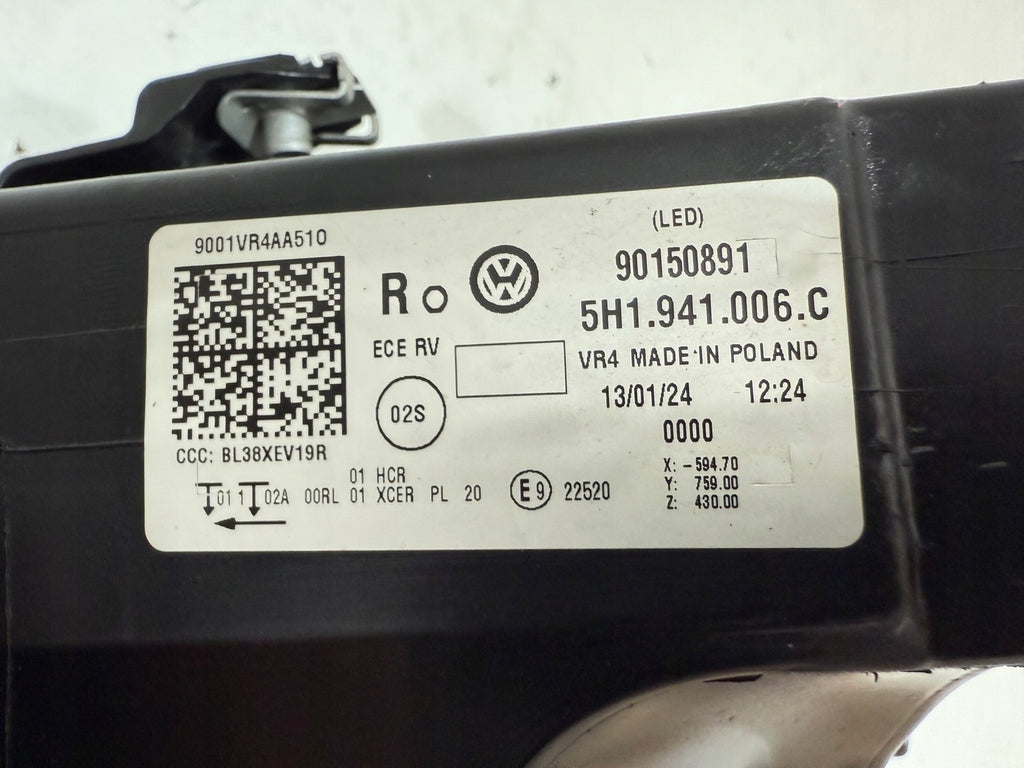 9001VR4AA510
CCC: BL38XEV19R
R
ECE RV
02S
(LED)
90150891
5H1.941.006.C
VR4 MADE IN POLAND
13/01/24 12:24
0000
X: -594.70
Y: 759.00
Z: 430.00
01 HCR
01 1 02A 00RL 01 XCER PL 20 E9 22520